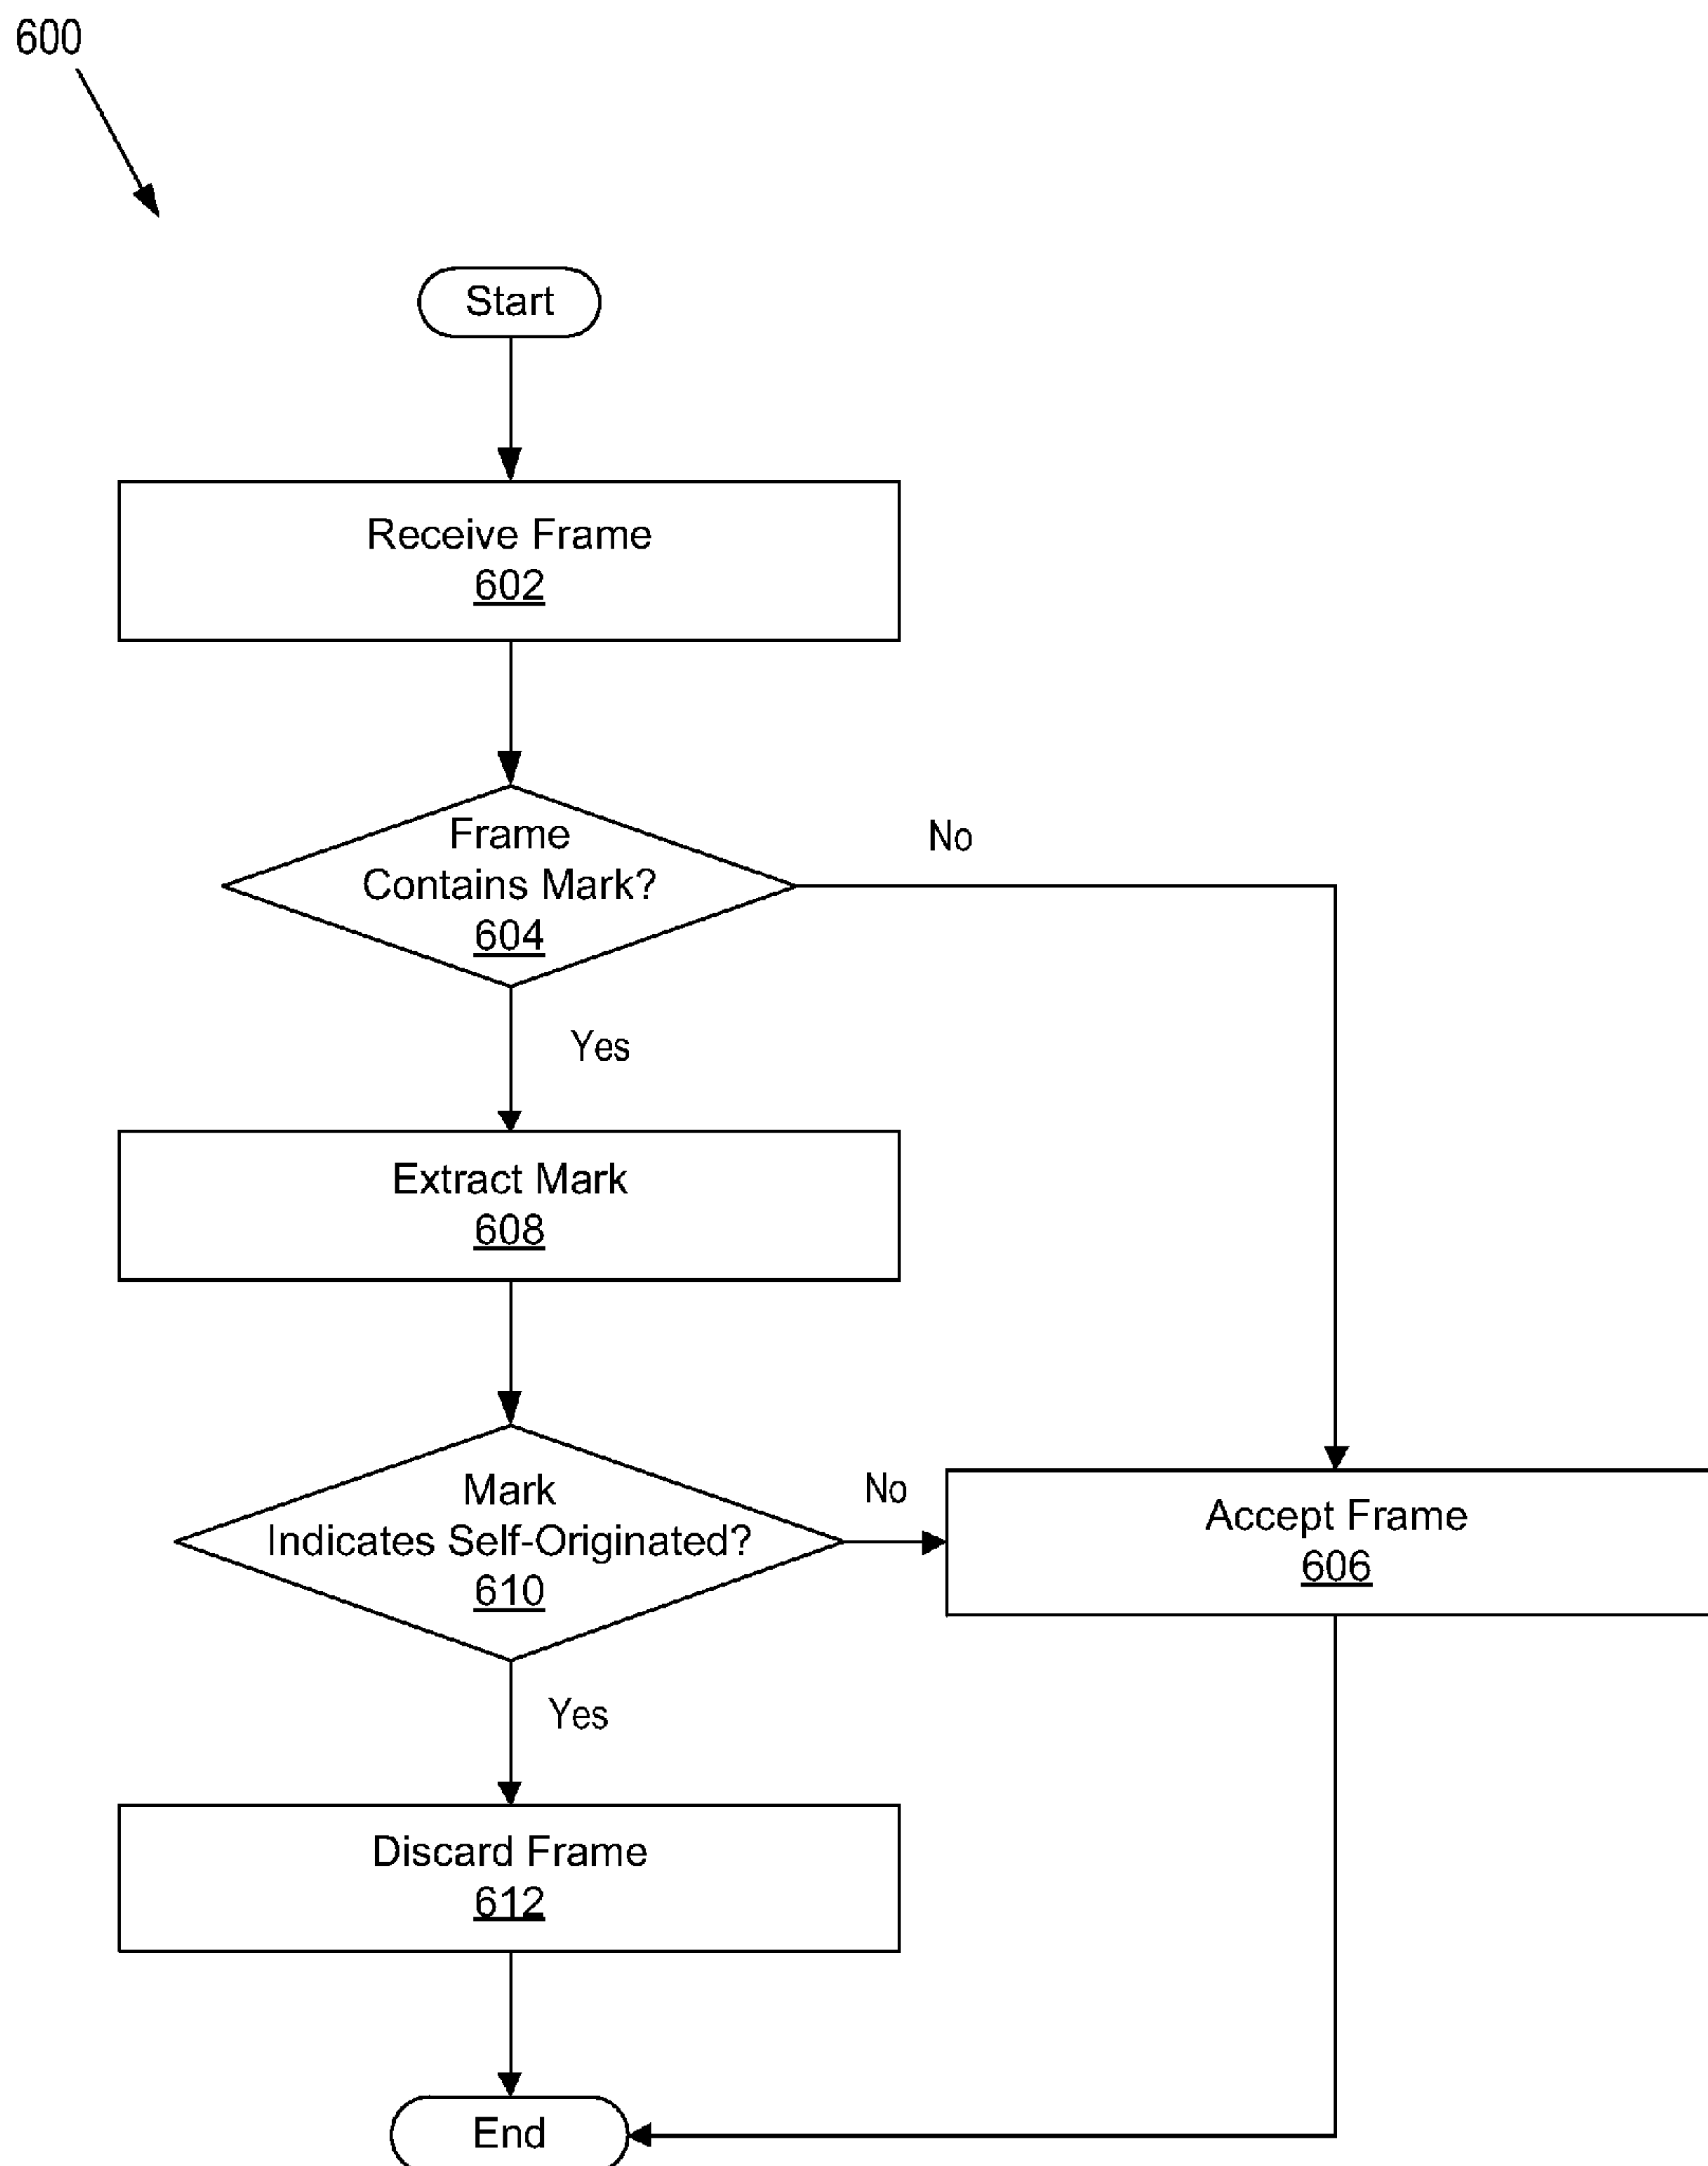 600
Start
Receive Frame
602
Frame
Contains Mark?
604
No
Yes
Extract Mark
608
Mark
Indicates Self-Originated?
610
No
Accept Frame
606
Yes
Discard Frame
612
End